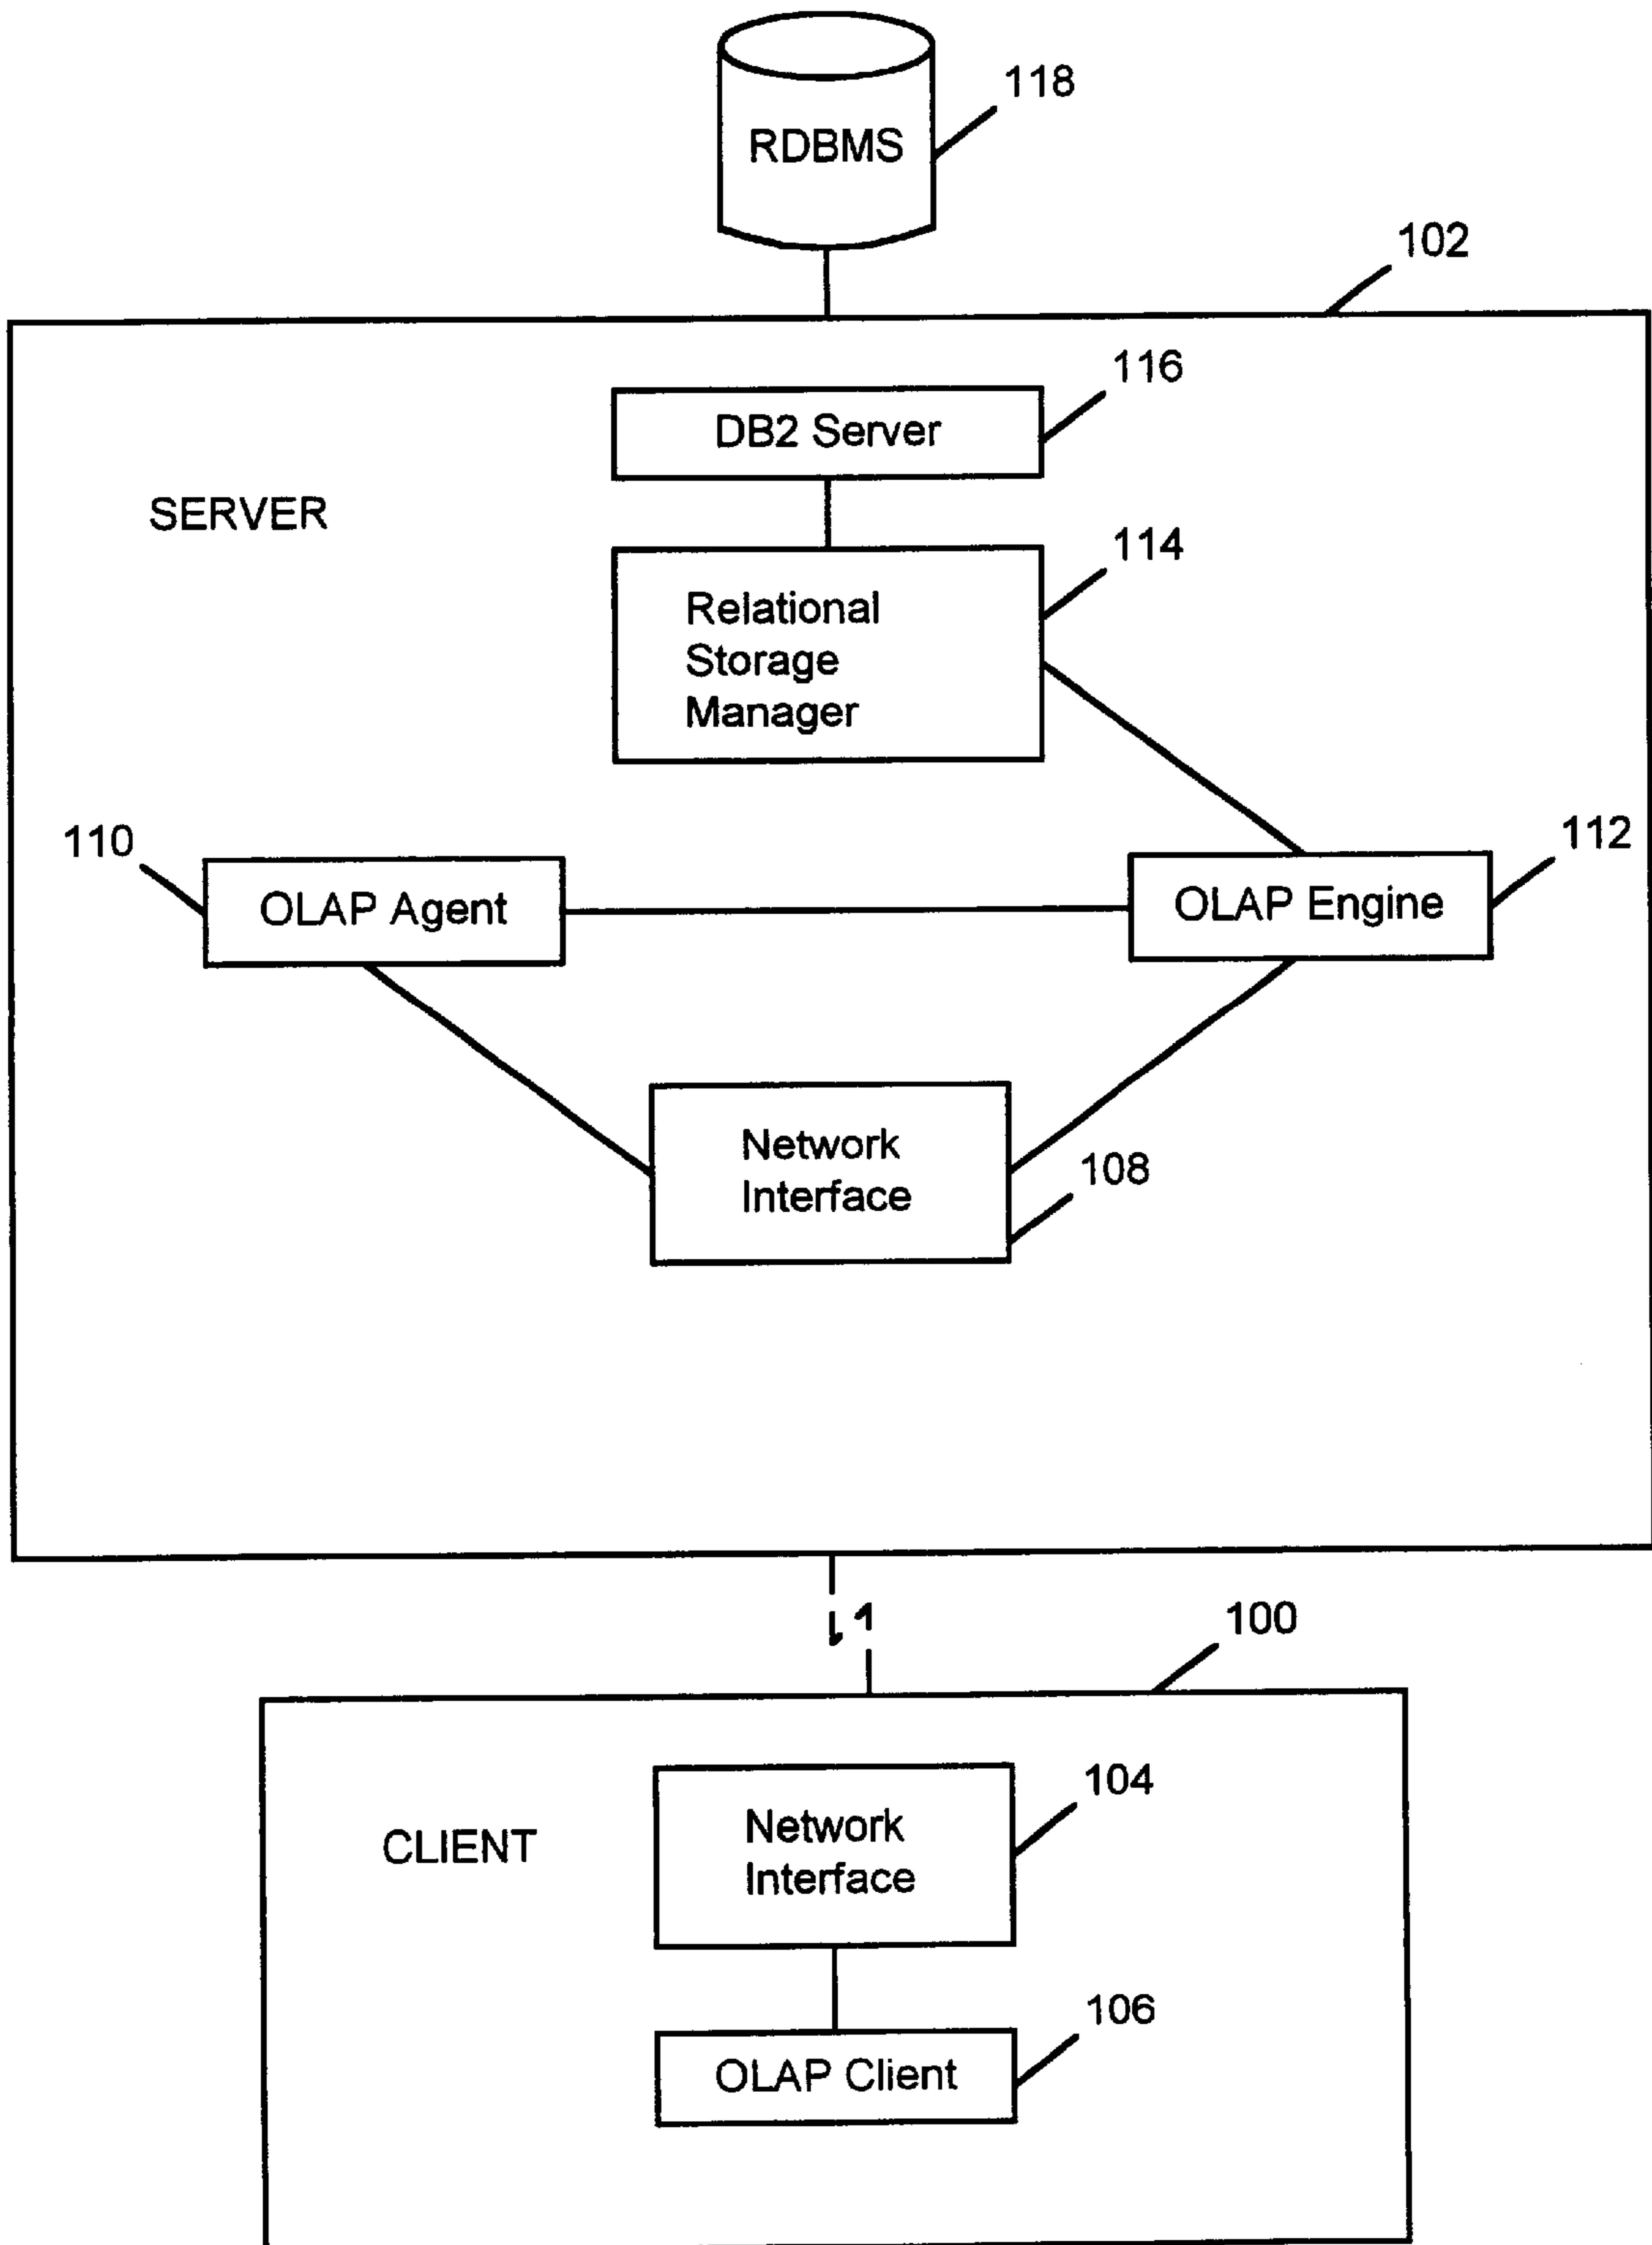 118
RDBMS
102
116
DB2 Server
SERVER
114
Relational
Storage
Manager
110
112
OLAP Agent
OLAP Engine
Network
Interface
108
100
104
Network
Interface
CLIENT
106
OLAP Client